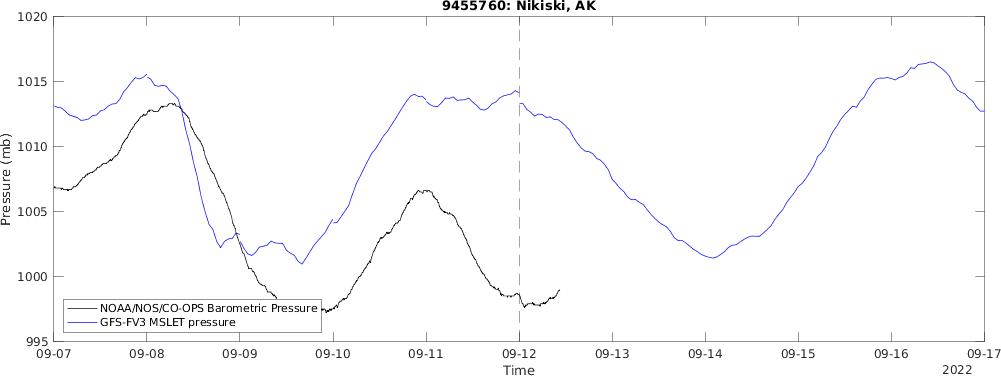 9455760: Nikiski, AK
1020
1015
1010
1005
1000
995
Pressure (mb)
NOAA/NOS/CO-OPS Barometric Pressure
GFS-FV3 MSLET pressure
09-07 09-08 09-09 09-10 09-11 09-12 09-13 09-14 09-15 09-16 09-17
Time
2022